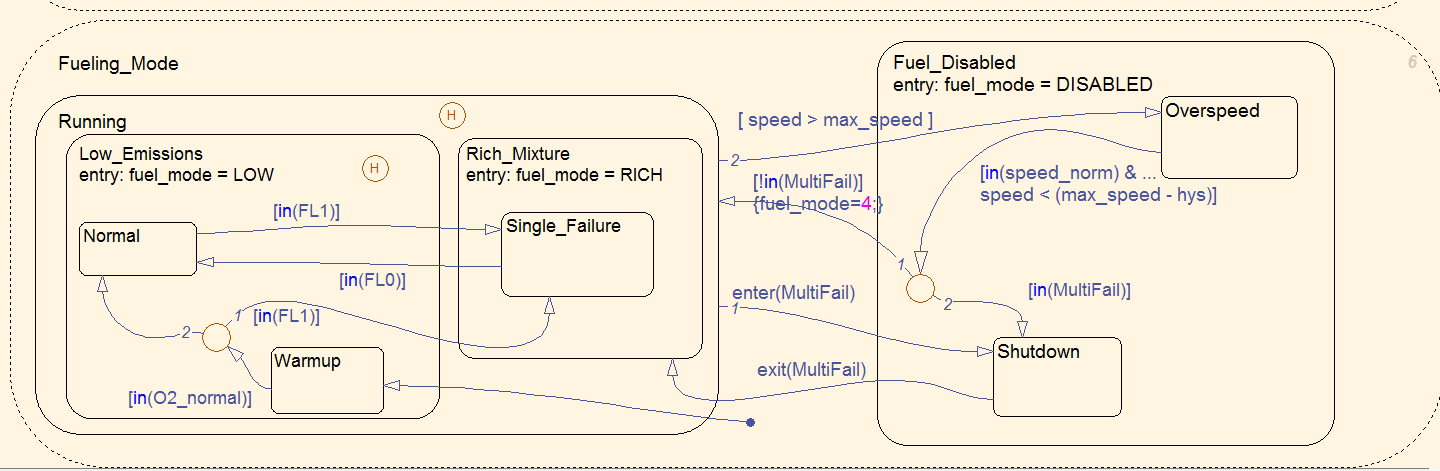 6
Fueling_Mode
Running
H
Low_Emissions
entry: fuel_mode = LOW
H
Normal
[in(FL1)]
[in(FL0)]
1
[in(FL1)]
2
Warmup
[in(O2_normal)]
Rich_Mixture
entry: fuel_mode = RICH
Single_Failure
[ speed > max_speed ]
2
[!in(MultiFail)]
{fuel_mode=4;}
enter(MultiFail)
1
exit(MultiFail)
Fuel_Disabled
entry: fuel_mode = DISABLED
Overspeed
[in(speed_norm) & ...
speed < (max_speed - hys)]
1
2
[in(MultiFail)]
Shutdown